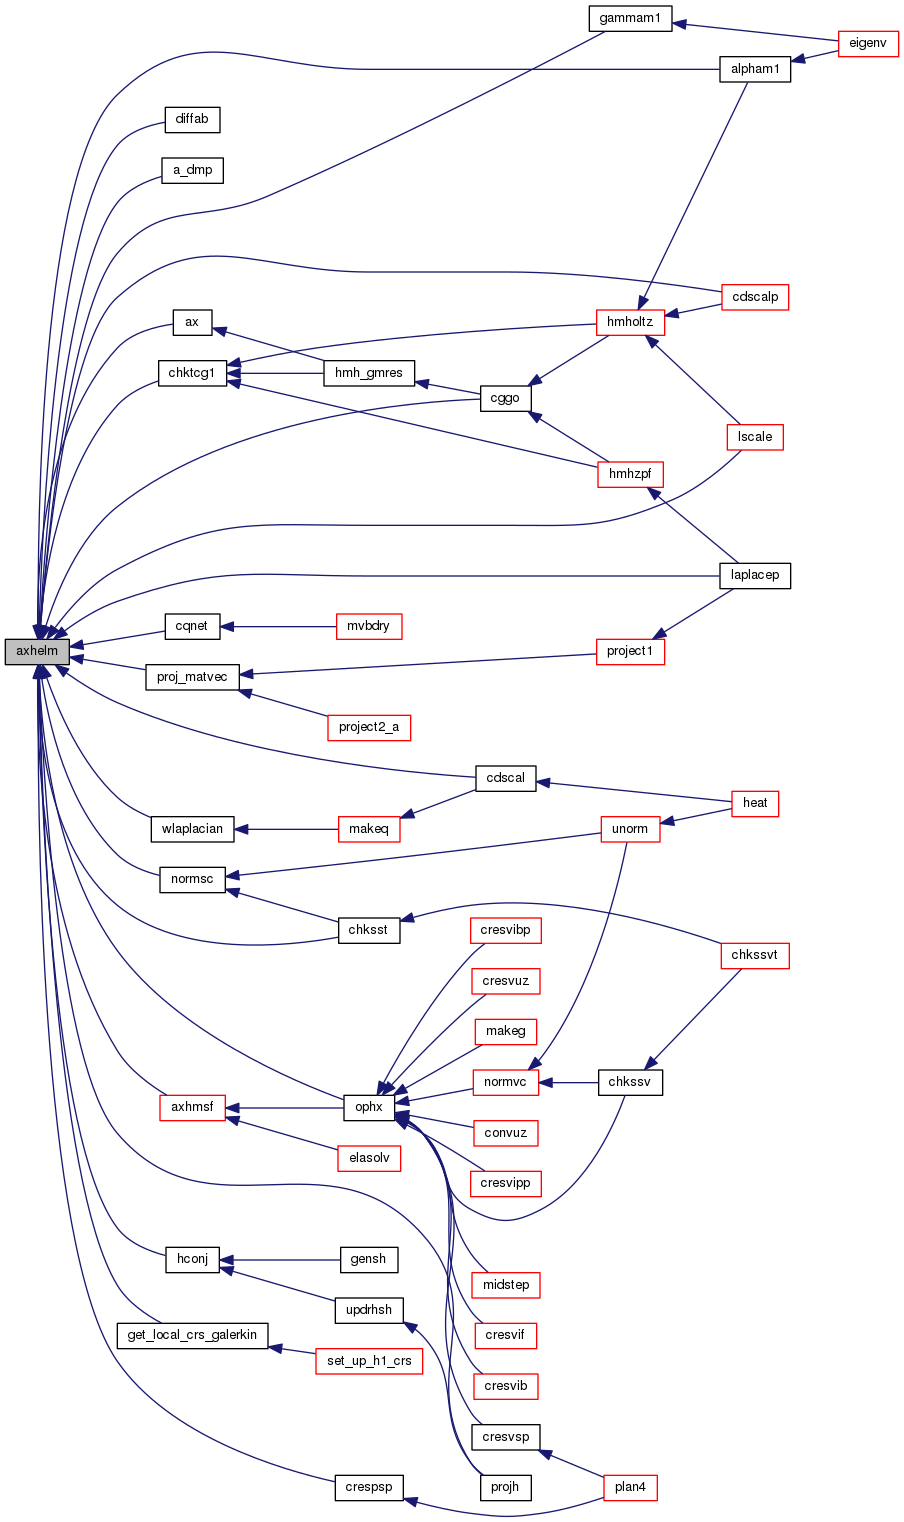 gammam1
eigenv
alpham1
diffab
a_dmp
cdscalp
ax
hmholtz
chktcg1
hmh_gmres
cggo
lscale
hmhzpf
laplacep
cqnet
mvbdry
axhelm
project1
proj_matvec
project2_a
cdscal
heat
wlaplacian
makeq
unorm
normsc
chksst
cresvibp
chkssvt
cresvuz
makeg
normvc
chkssv
axhmsf
ophx
convuz
elasolv
cresvipp
hconj
gensh
midstep
updrhsh
get_local_crs_galerkin
cresvif
set_up_h1_crs
cresvib
cresvsp
crespsp
projh
plan4